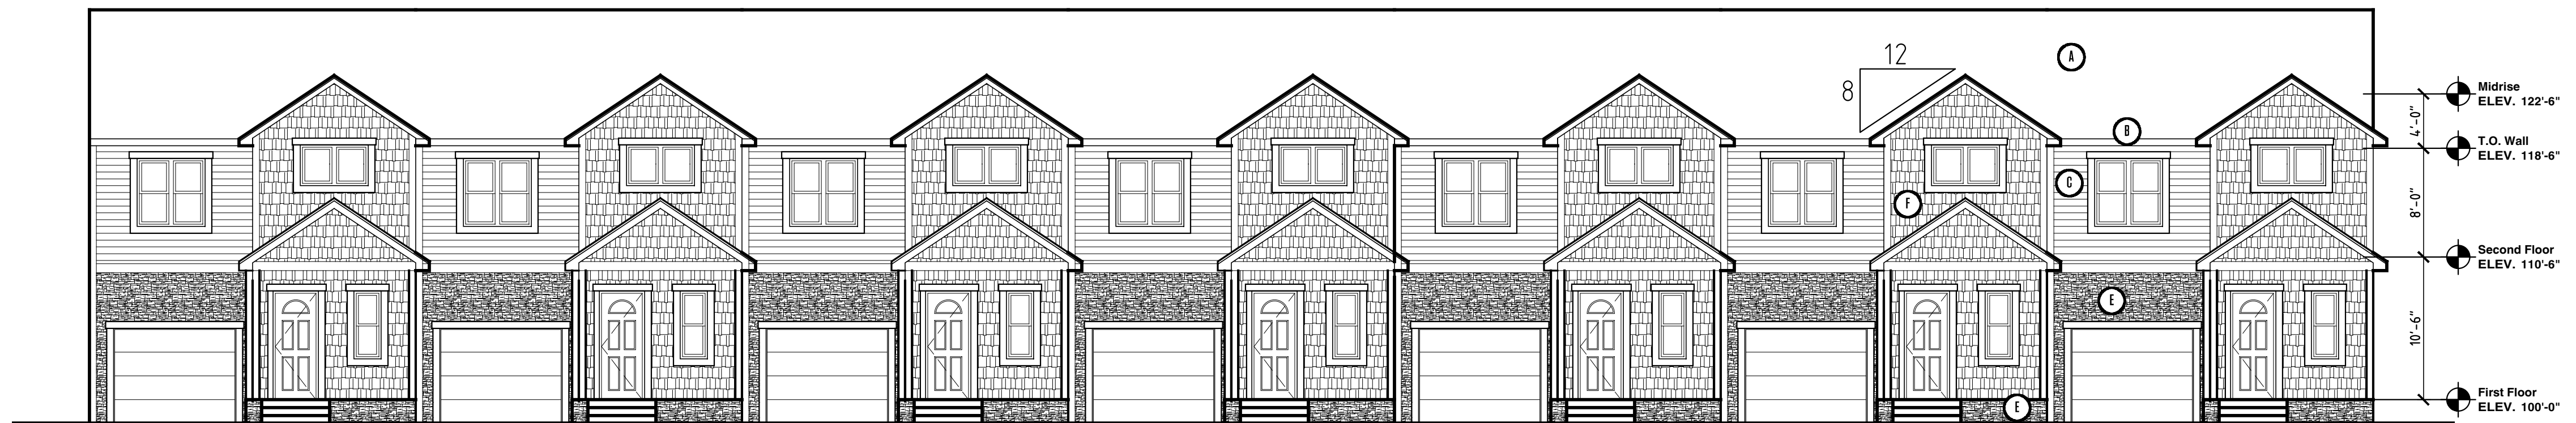 12
8
A
Midrise
ELEV. 122'-6"
4'-0"
B
T.O. Wall
ELEV. 118'-6"
C
F
8'-0"
Second Floor
ELEV. 110'-6"
E
10'-6"
First Floor
ELEV. 100'-0"
E